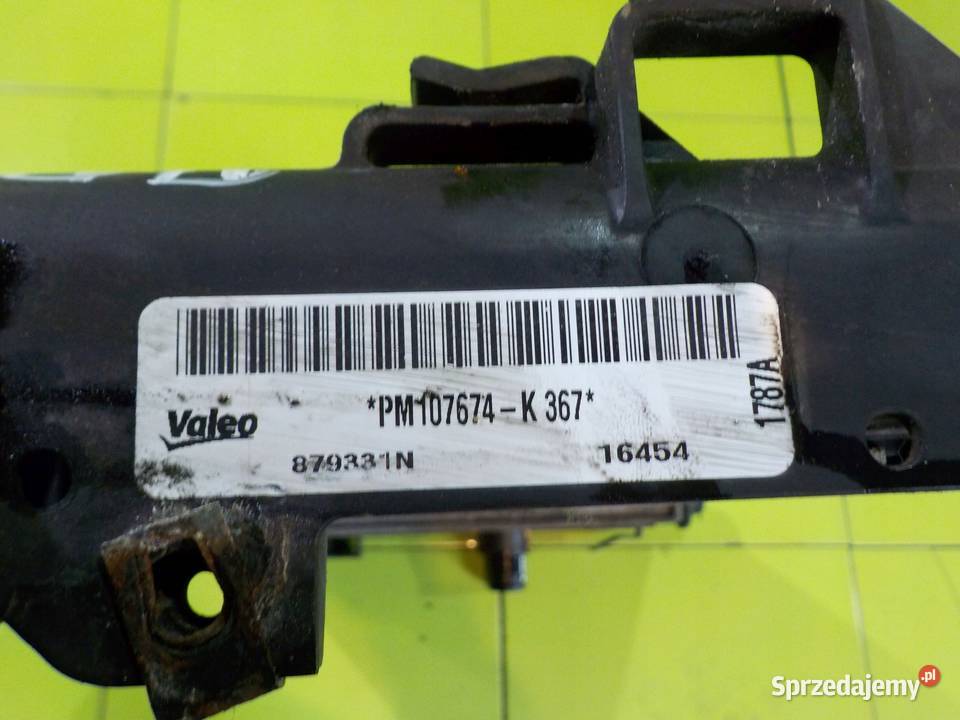 *PM107674-K 367*
1787A
Valeo
879331N
16454
Sprzedajemy.pl